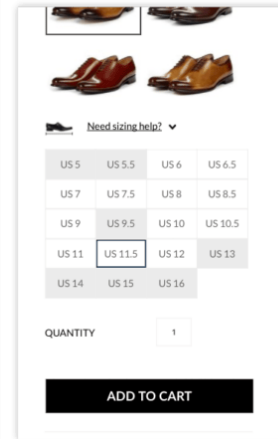 Need sizing help?
US 5 US 5.5 US 6 US 6.5
US 7 US 7.5 US 8 US 8.5
US 9 US 9.5 US 10 US 10.5
US 11 US 11.5 US 12 US 13
US 14 US 15 US 16
QUANTITY 1
ADD TO CART